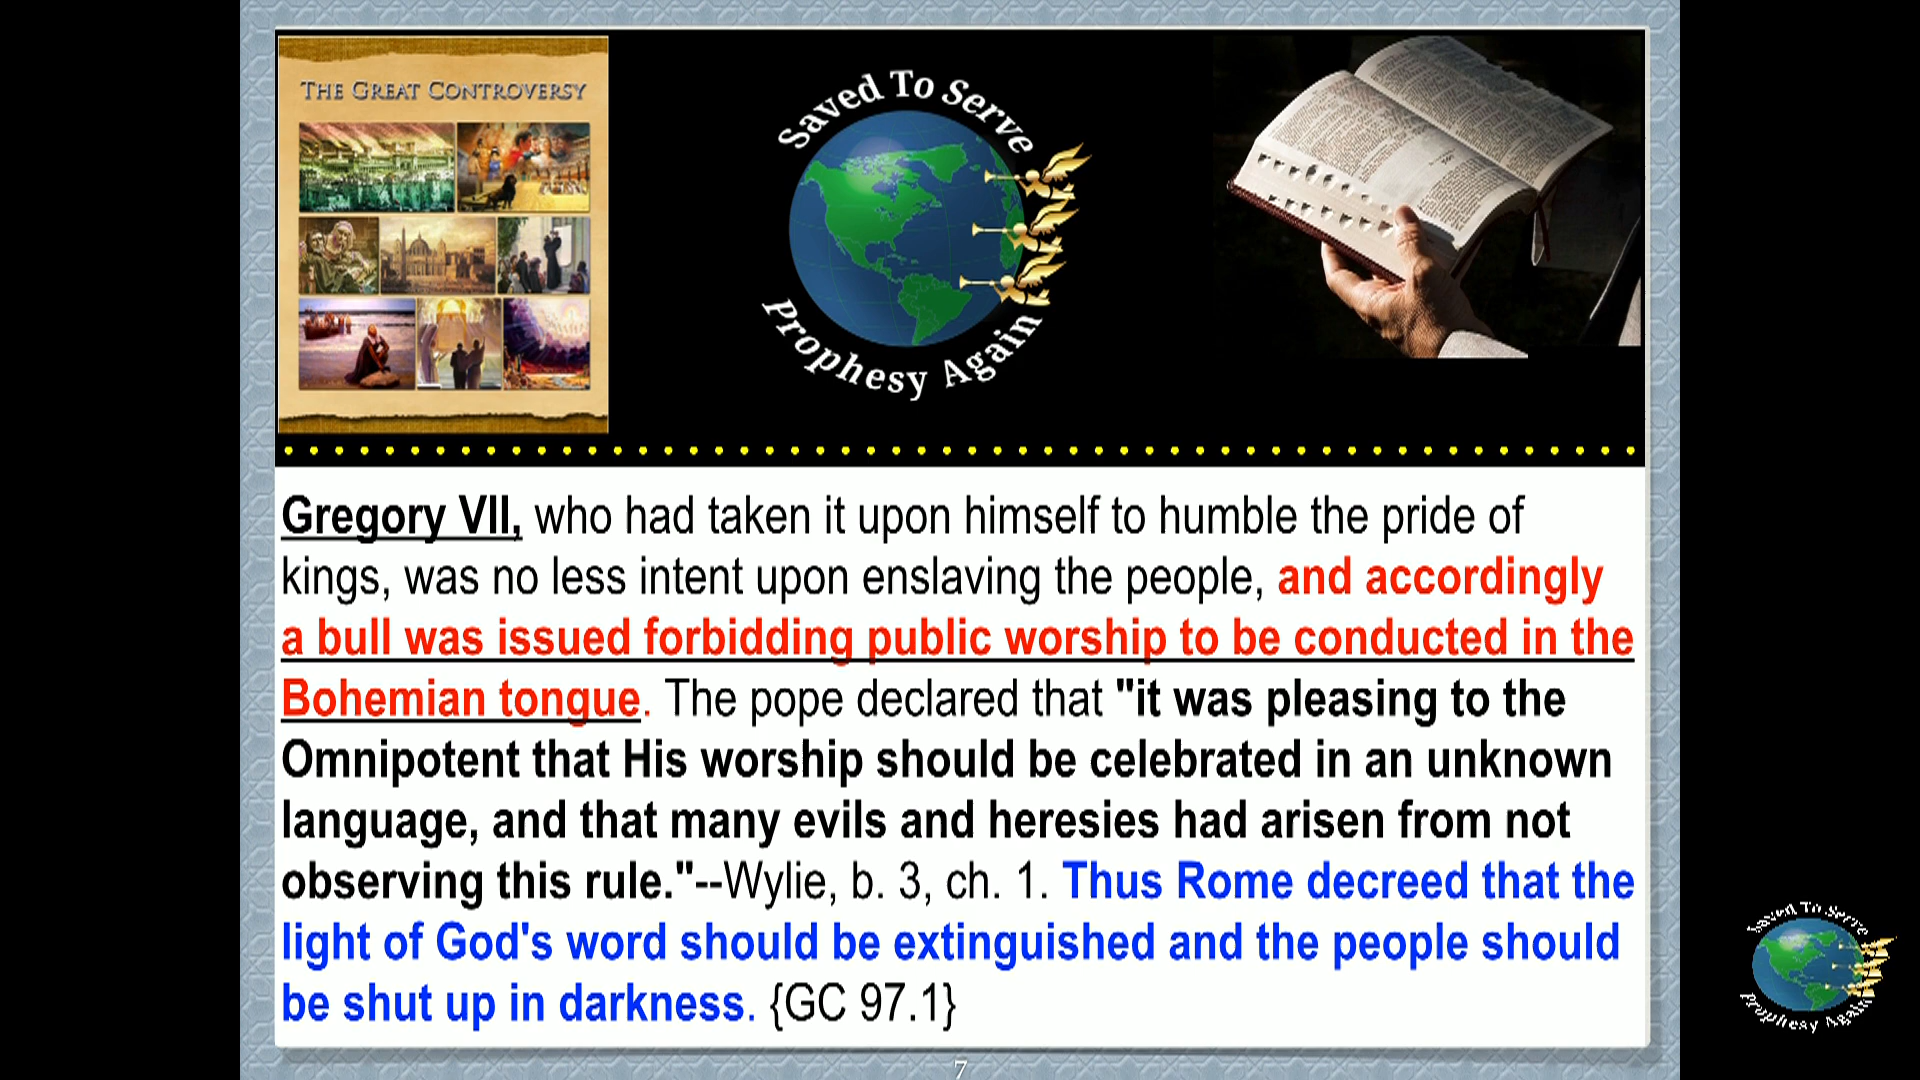 THE GREAT CONTROVERSY
Saved To Serve
Prophesy Again
Gregory VII, who had taken it upon himself to humble the pride of
kings, was no less intent upon enslaving the people, and accordingly
a bull was issued forbidding public worship to be conducted in the
Bohemian tongue. The pope declared that "it was pleasing to the
Omnipotent that His worship should be celebrated in an unknown
language, and that many evils and heresies had arisen from not
observing this rule."--Wylie, b. 3, ch. 1. Thus Rome decreed that the
light of God's word should be extinguished and the people should
be shut up in darkness. {GC 97.1}
7
Saved To Serve
Prophesy Again